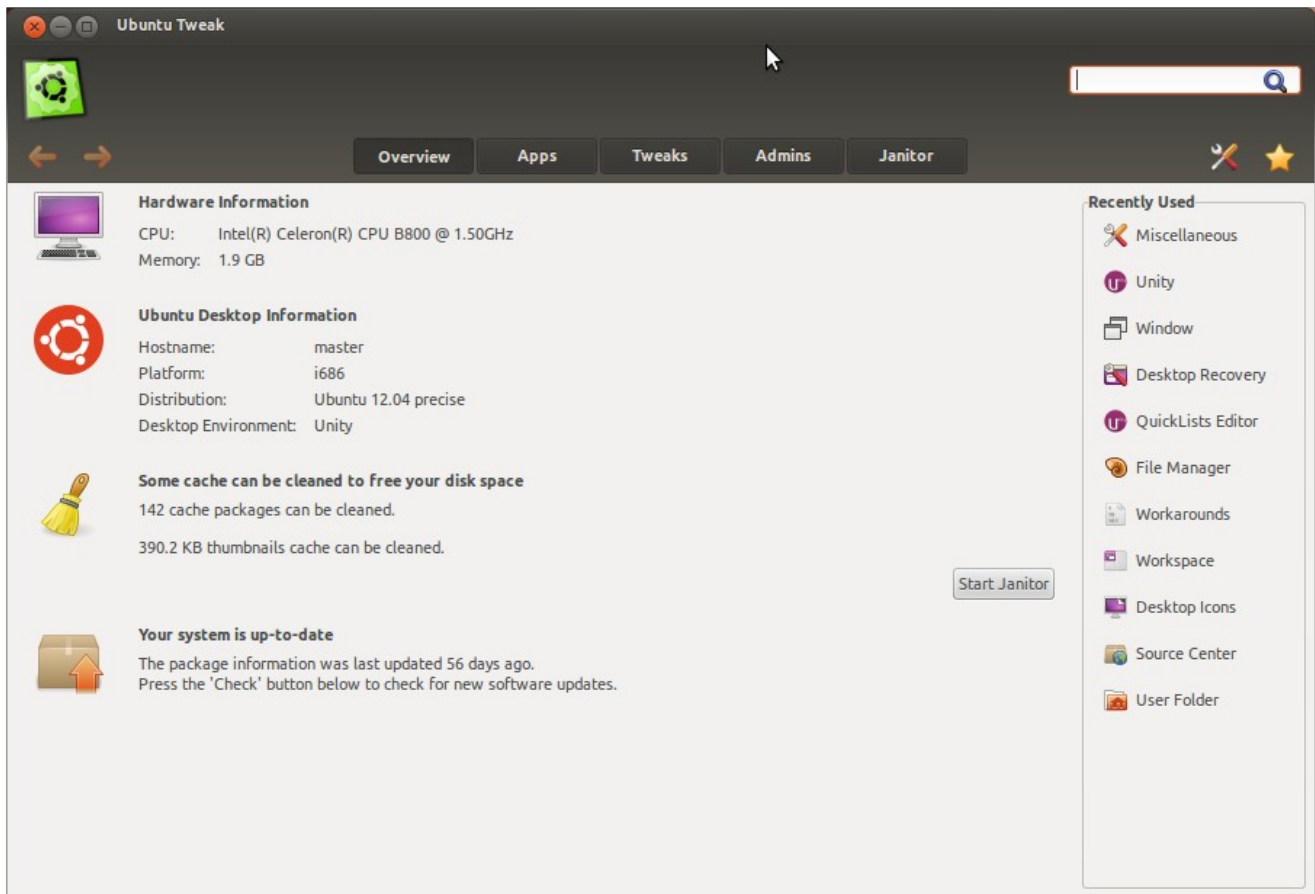 Ubuntu Tweak
Overview
Apps
Tweaks
Admins
Janitor
Hardware Information
CPU: Intel(R) Celeron(R) CPU B800 @ 1.50GHz
Memory: 1.9 GB
Ubuntu Desktop Information
Hostname: master
Platform: i686
Distribution: Ubuntu 12.04 precise
Desktop Environment: Unity
Some cache can be cleaned to free your disk space
142 cache packages can be cleaned.
390.2 KB thumbnails cache can be cleaned.
Start Janitor
Your system is up-to-date
The package information was last updated 56 days ago.
Press the 'Check' button below to check for new software updates.
Recently Used
Miscellaneous
Unity
Window
Desktop Recovery
QuickLists Editor
File Manager
Workarounds
Workspace
Desktop Icons
Source Center
User Folder